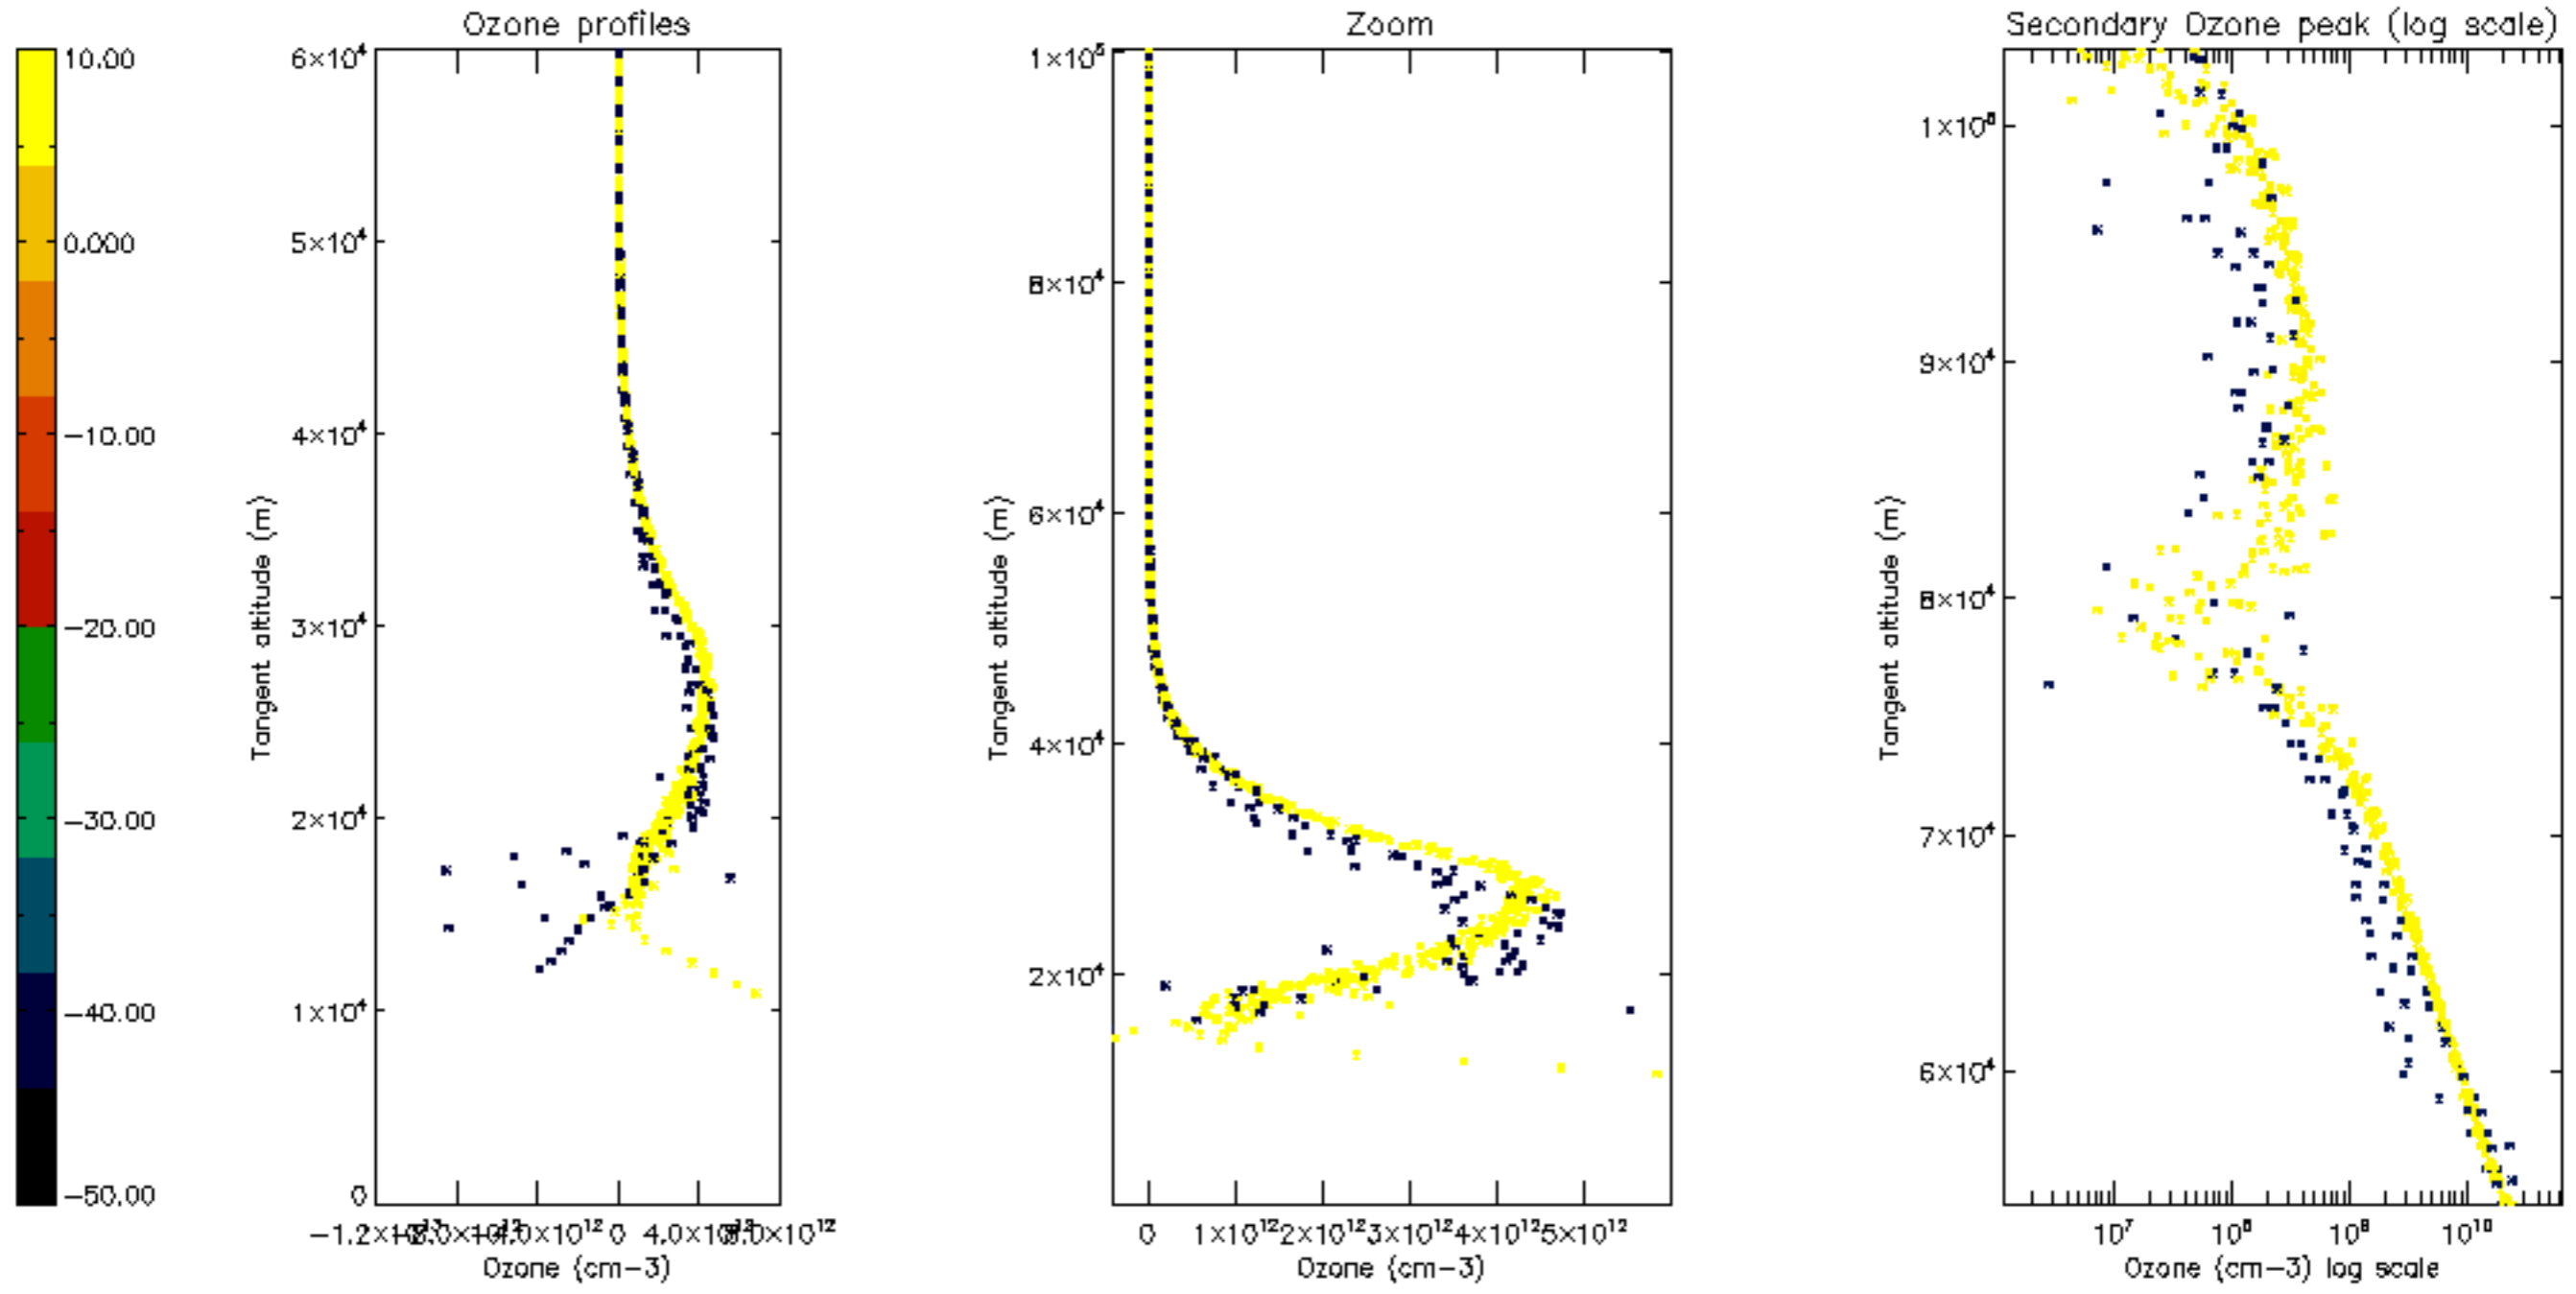 Ozone profiles
Zoom
Secondary Ozone peak (log scale)
10.00
0.000
−10.00
−20.00
−30.00
−40.00
−50.00
Tangent altitude (m)
6×10⁴
5×10⁴
4×10⁴
3×10⁴
2×10⁴
1×10⁴
0
0
Ozone (cm−3)
Tangent altitude (m)
1×10⁵
8×10⁴
6×10⁴
4×10⁴
2×10⁴
0 1×10¹²2×10¹²3×10¹²4×10¹²5×10¹²
Ozone (cm−3)
Tangent altitude (m)
1×10⁵
9×10⁴
8×10⁴
7×10⁴
6×10⁴
10⁷ 10⁸ 10⁹ 10¹⁰
Ozone (cm−3) log scale